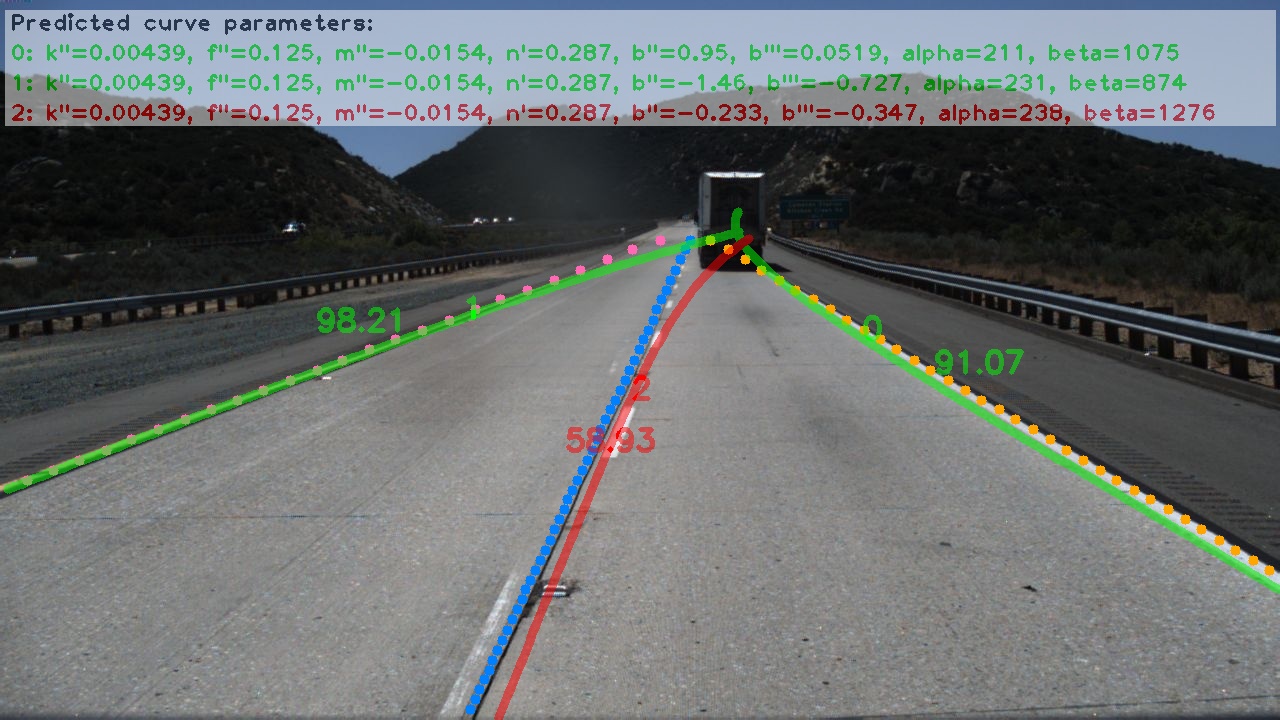 Predicted curve parameters:
0: k''=0.00439, f''=0.125, m''=−0.0154, n'=0.287, b''=0.95, b'''=0.0519, alpha=211, beta=1075
1: k''=0.00439, f''=0.125, m''=−0.0154, n'=0.287, b''=−1.46, b'''=−0.727, alpha=231, beta=874
2: k''=0.00439, f''=0.125, m''=−0.0154, n'=0.287, b''=−0.233, b'''=−0.347, alpha=238, beta=1276
1
98.21
0
91.07
2
58.93